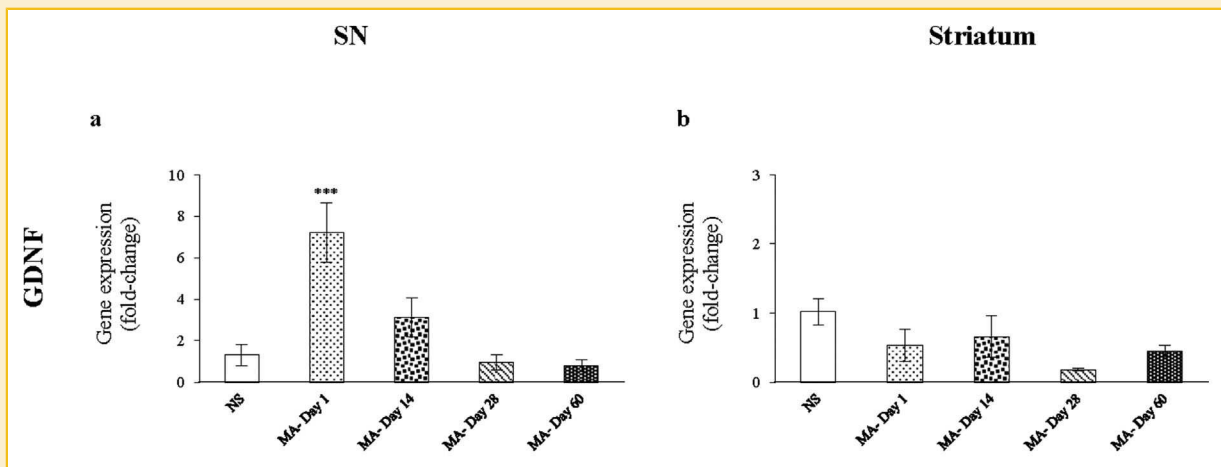 SN
Striatum
GDNF
a
Gene expression
(fold-change)
10
8
6
4
2
0
***
NS
MA- Day 1
MA- Day 14
MA- Day 28
MA- Day 60
b
Gene expression
(fold-change)
3
2
1
0
NS
MA- Day 1
MA- Day 14
MA- Day 28
MA- Day 60